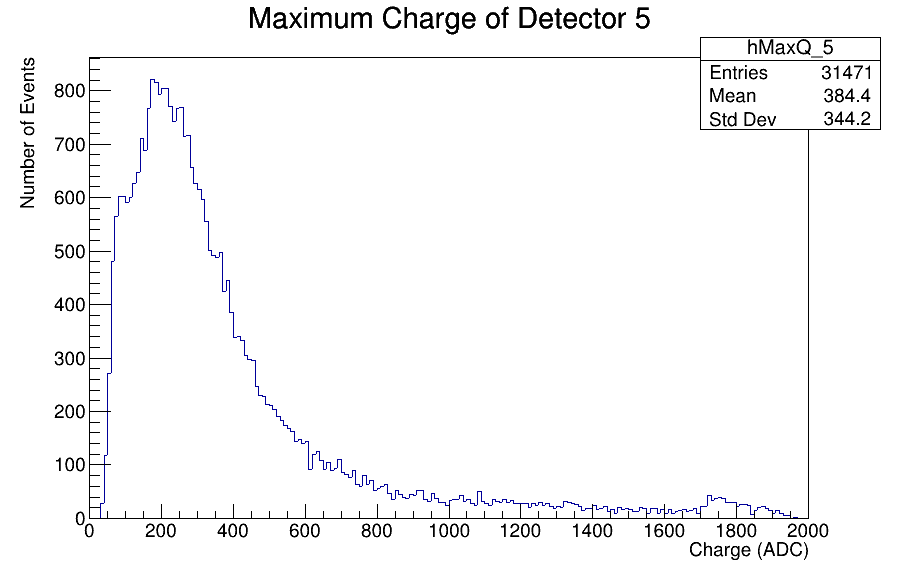 Maximum Charge of Detector 5
hMaxQ_5
Entries 31471
Mean 384.4
Std Dev 344.2
Number of Events
800
700
600
500
400
300
200
100
0
0 200 400 600 800 1000 1200 1400 1600 1800 2000
Charge (ADC)